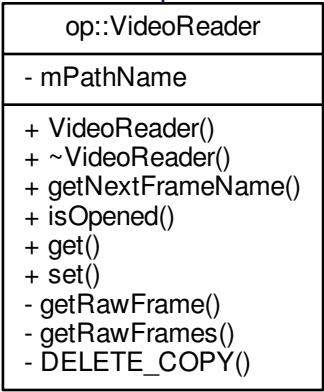 op::VideoReader
- mPathName
+ VideoReader()
+ ~VideoReader()
+ getNextFrameName()
+ isOpened()
+ get()
+ set()
- getRawFrame()
- getRawFrames()
- DELETE_COPY()